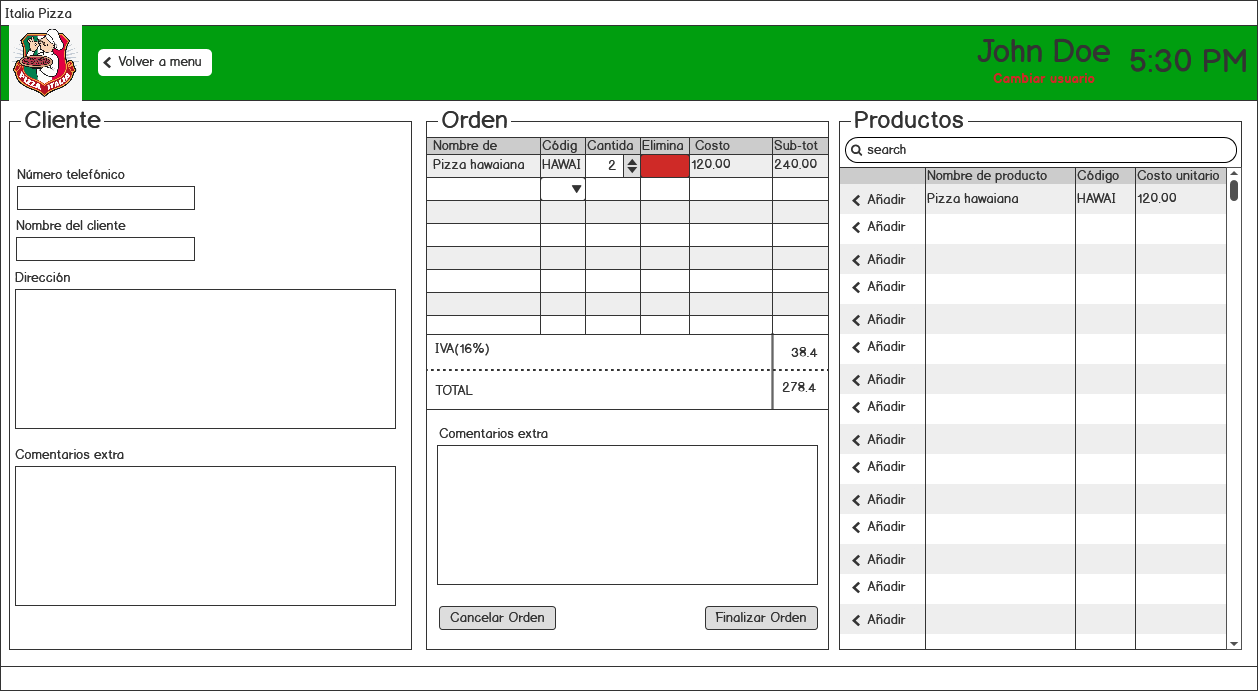 Italia Pizza
Volver a menu
John Doe
Cambiar usuario
5:30 PM
Cliente
Número telefónico
Nombre del cliente
Dirección
Comentarios extra
Orden
Nombre de Códig Cantida Elimina Costo Sub-tot
Pizza hawaiana HAWAI 2 120.00 240.00
IVA(16%) 38.4
TOTAL 278.4
Comentarios extra
Cancelar Orden Finalizar Orden
Productos
search
Nombre de producto Código Costo unitario
Añadir Pizza hawaiana HAWAI 120.00
Añadir
Añadir
Añadir
Añadir
Añadir
Añadir
Añadir
Añadir
Añadir
Añadir
Añadir
Añadir
Añadir
Añadir